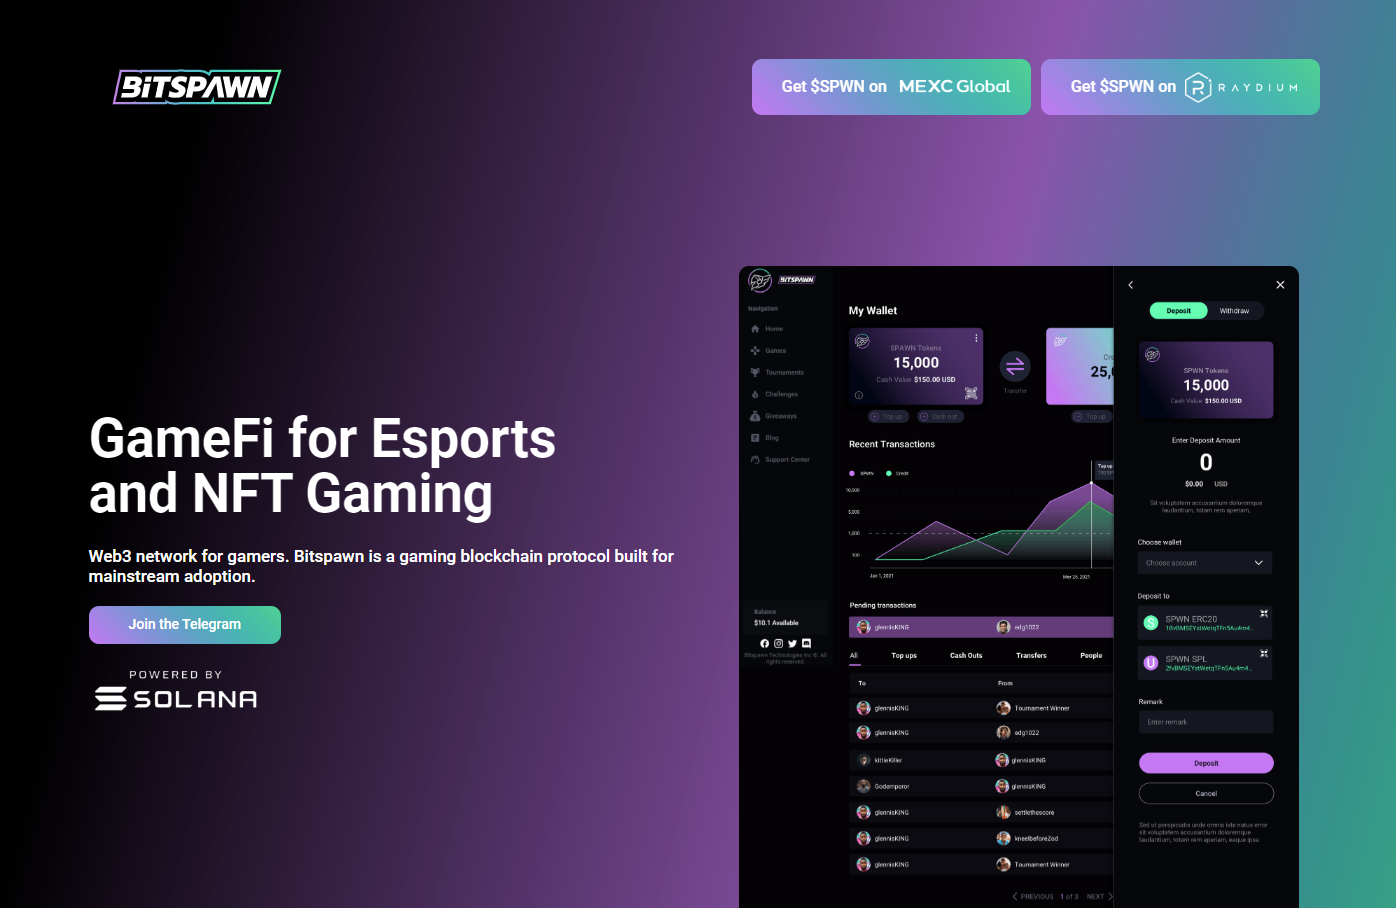 BiTSPAWN
Get $SPWN on MEXC Global
Get $SPWN on RAYDIUM
GameFi for Esports
and NFT Gaming
Web3 network for gamers. Bitspawn is a gaming blockchain protocol built for
mainstream adoption.
Join the Telegram
POWERED BY
SOLANA
BiTSPAWN
Navigation
Home
Games
Tournaments
Challenges
Giveaways
Blog
Support Center
Balance
$10.1 Available
Bitspawn Technologies Inc ©. All
rights reserved.
My Wallet
SPAWN Tokens
15,000
Cash Value $150.00 USD
Top up
Cash out
Transfer
Cre
25,0
Top up
Recent Transactions
SPWN
Credit
Top up
10,000
5,000
1,000
100
Jan 1, 2021
Mar 25, 2021
Pending transactions
glennisKING
edg1022
All
Top ups
Cash Outs
Transfers
People
To
From
glennisKING
Tournament Winner
glennisKING
edg1022
kittieKiller
glennisKING
Godemperor
glennisKING
glennisKING
settlethescore
glennisKING
kneelbeforeZod
glennisKING
Tournament Winner
PREVIOUS 1 of 3 NEXT
Deposit
Withdraw
SPWN Tokens
15,000
Cash Value $150.00 USD
Enter Deposit Amount
0
$0.00 USD
Sit voluptatem accusantium doloremque
laudantium, totam rem aperiam,
Choose wallet
Choose account
Deposit to
S
SPWN ERC20
1BvBMSEYstWetqTFn5Au4m4...
U
SPWN SPL
2fvBMSEYstWetqTFn5Au4m4...
Remark
Enter remark
Deposit
Cancel
Sed ut perspiciatis unde omnis iste natus error
sit voluptatem accusantium doloremque
laudantium, totam rem aperiam, eaque ipsa